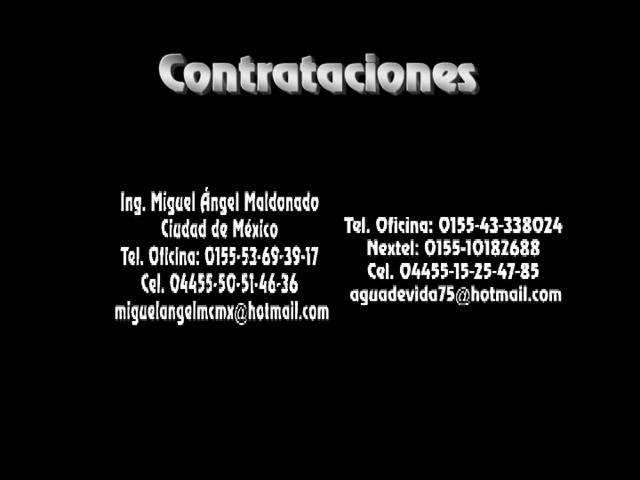 Contrataciones
Ing. Miguel Ángel Maldonado
Ciudad de México
Tel. Oficina: 0155-53-69-39-17
Cel. 04455-50-51-46-36
miguelangelmcmx@hotmail.com
Tel. Oficina: 0155-43-338024
Nextel: 0155-10182688
Cel. 04455-15-25-47-85
aguadevida75@hotmail.com